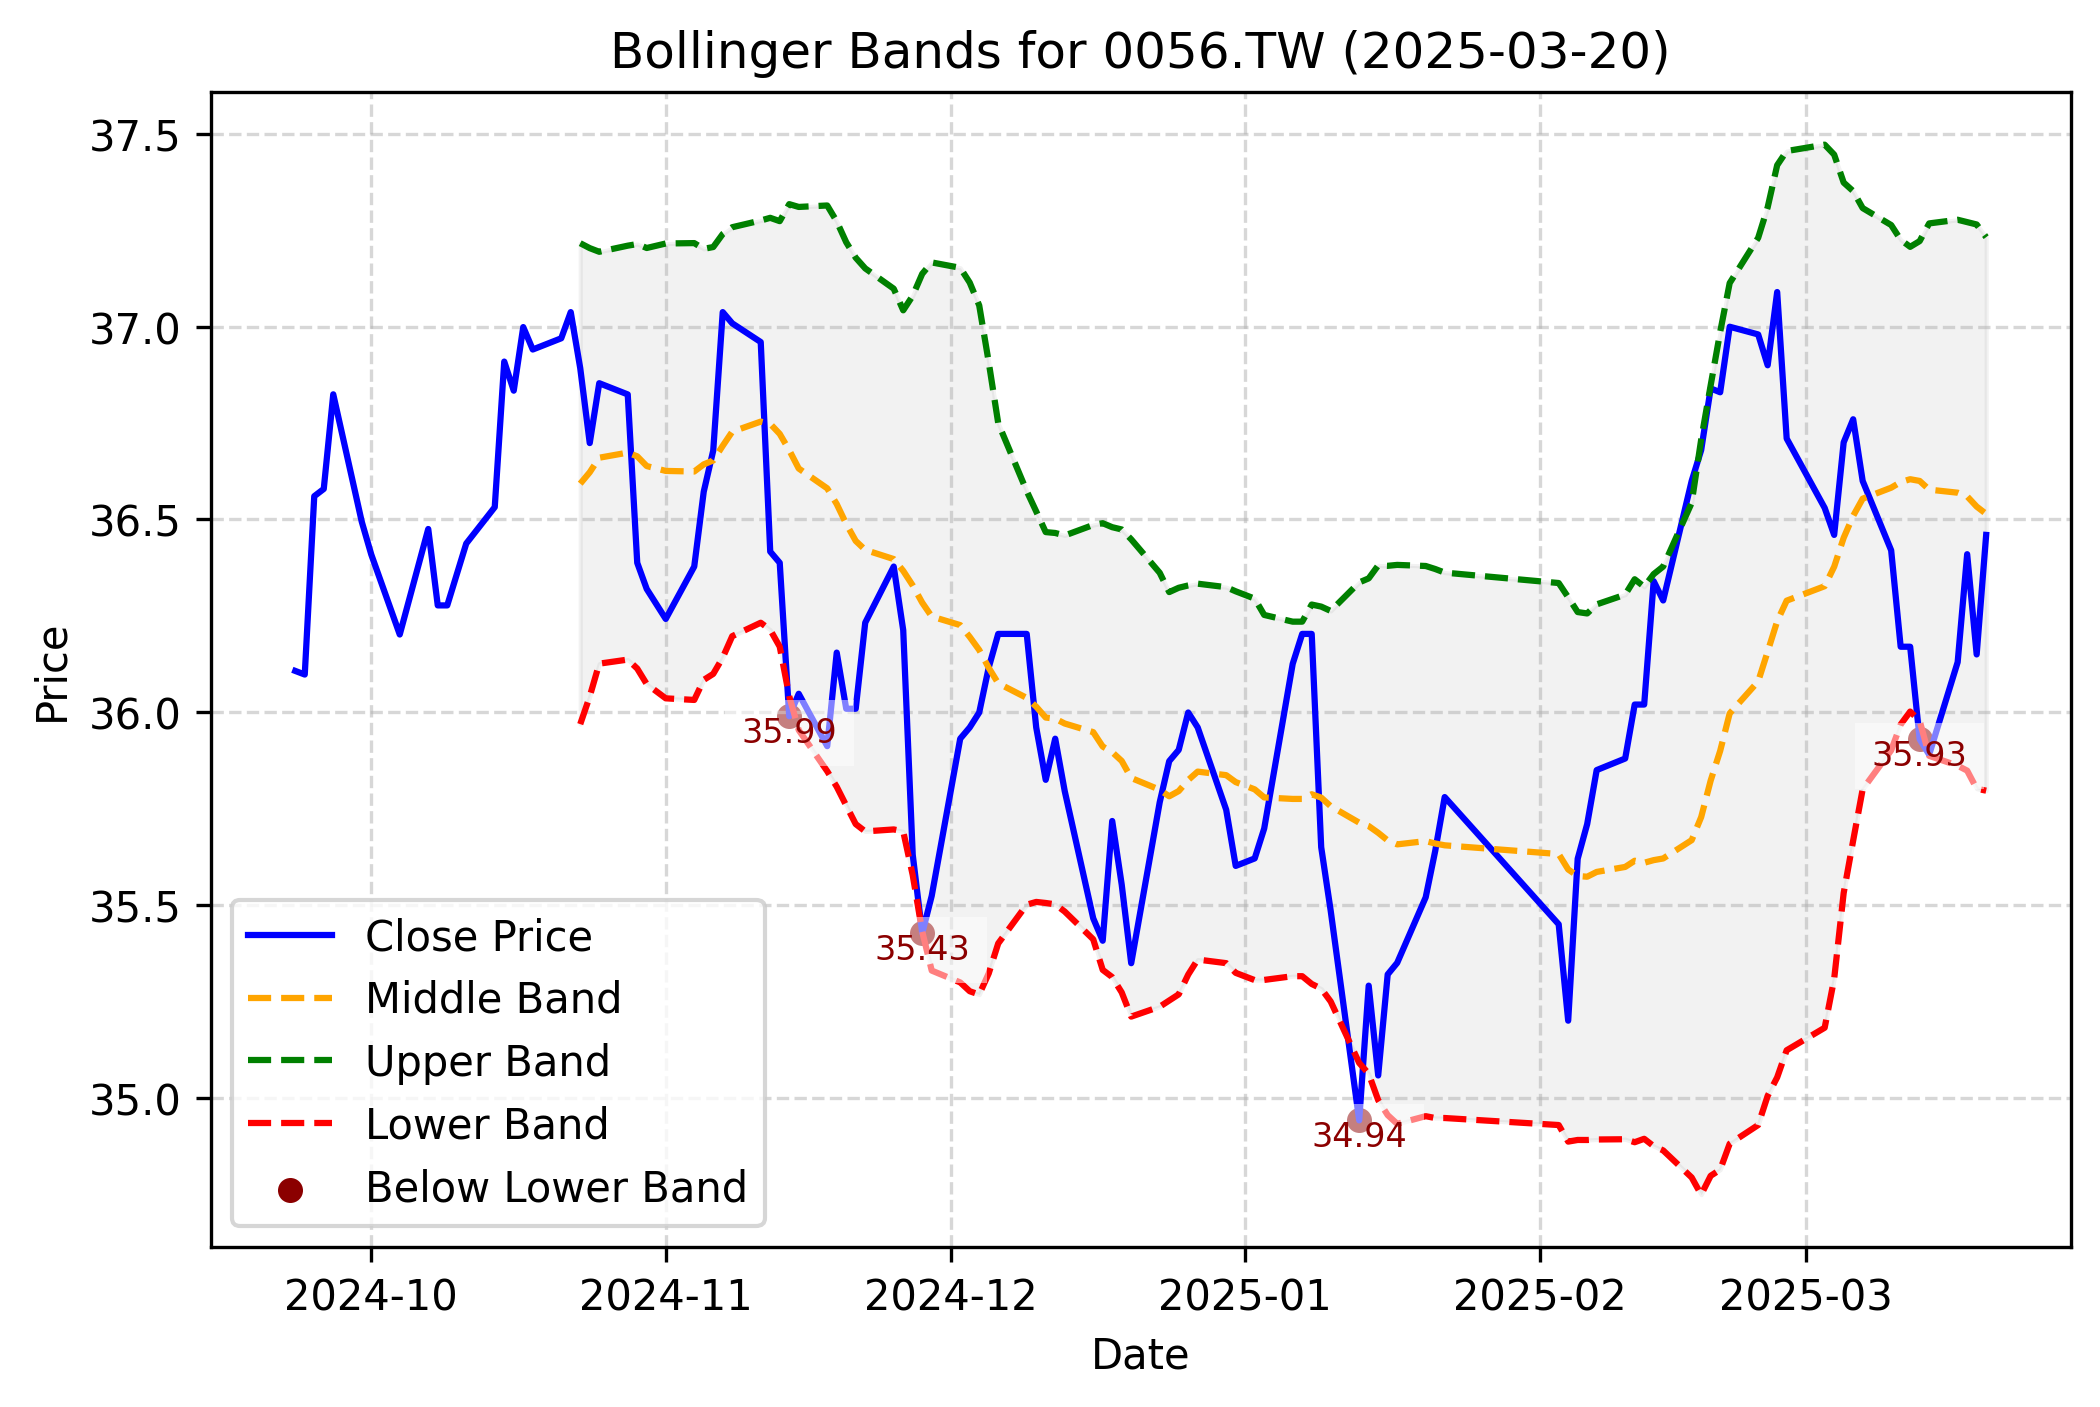 Bollinger Bands for 0056.TW (2025-03-20)
37.5
37.0
36.5
36.0
35.5
35.0
Price
35.99
35.43
34.94
35.93
Close Price
Middle Band
Upper Band
Lower Band
Below Lower Band
2024-10
2024-11
2024-12
2025-01
2025-02
2025-03
Date